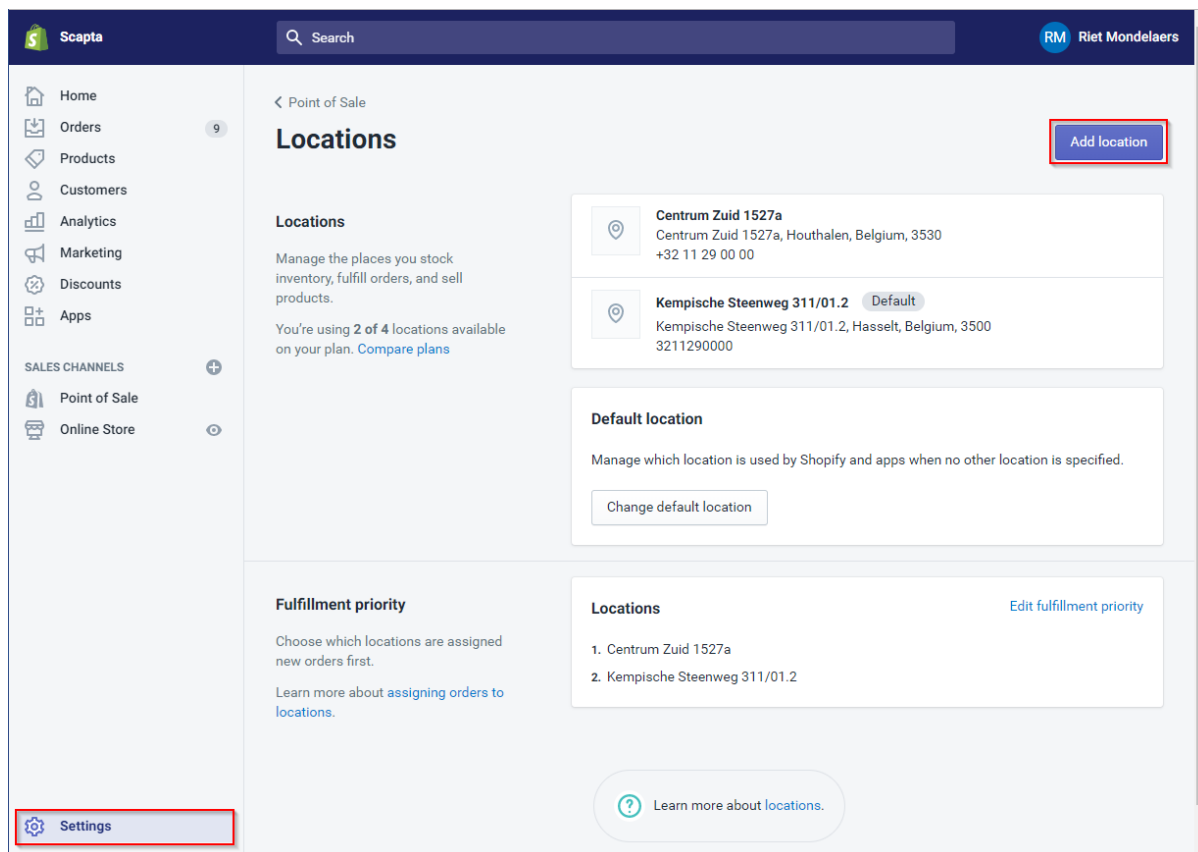 Scapta
Search
RM Riet Mondelaers
Home
Orders 9
Products
Customers
Analytics
Marketing
Discounts
Apps
SALES CHANNELS
Point of Sale
Online Store
Settings
Point of Sale
Locations
Add location
Locations
Manage the places you stock
inventory, fulfill orders, and sell
products.
You're using 2 of 4 locations available
on your plan. Compare plans
Centrum Zuid 1527a
Centrum Zuid 1527a, Houthalen, Belgium, 3530
+32 11 29 00 00
Kempische Steenweg 311/01.2 Default
Kempische Steenweg 311/01.2, Hasselt, Belgium, 3500
3211290000
Default location
Manage which location is used by Shopify and apps when no other location is specified.
Change default location
Fulfillment priority
Choose which locations are assigned
new orders first.
Learn more about assigning orders to
locations.
Locations
Edit fulfillment priority
1. Centrum Zuid 1527a
2. Kempische Steenweg 311/01.2
Learn more about locations.